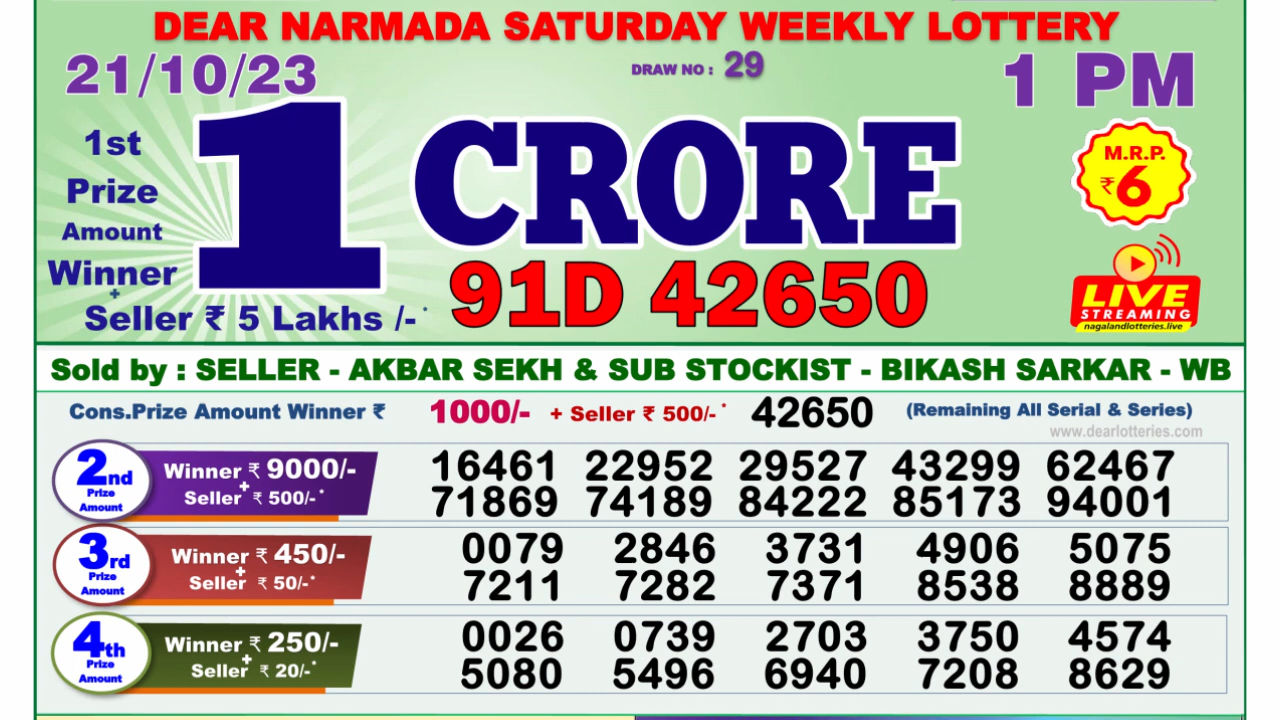 DEAR NARMADA SATURDAY WEEKLY LOTTERY
21/10/23
DRAW NO : 29
1 PM
1st
Prize
Amount
Winner
+
Seller ₹ 5 Lakhs /-*
1 CRORE
91D 42650
M.R.P.
₹6
LIVE
STREAMING
nagalandlotteries.live
Sold by : SELLER - AKBAR SEKH & SUB STOCKIST - BIKASH SARKAR - WB
Cons.Prize Amount Winner ₹ 1000/- + Seller ₹ 500/-* 42650 (Remaining All Serial & Series)
www.dearlotteries.com
2nd
Prize
Amount
Winner ₹ 9000/-
+
Seller ₹ 500/-*
16461 22952 29527 43299 62467
71869 74189 84222 85173 94001
3rd
Prize
Amount
Winner ₹ 450/-
+
Seller ₹ 50/-*
0079 2846 3731 4906 5075
7211 7282 7371 8538 8889
4th
Prize
Amount
Winner ₹ 250/-
+
Seller ₹ 20/-*
0026 0739 2703 3750 4574
5080 5496 6940 7208 8629